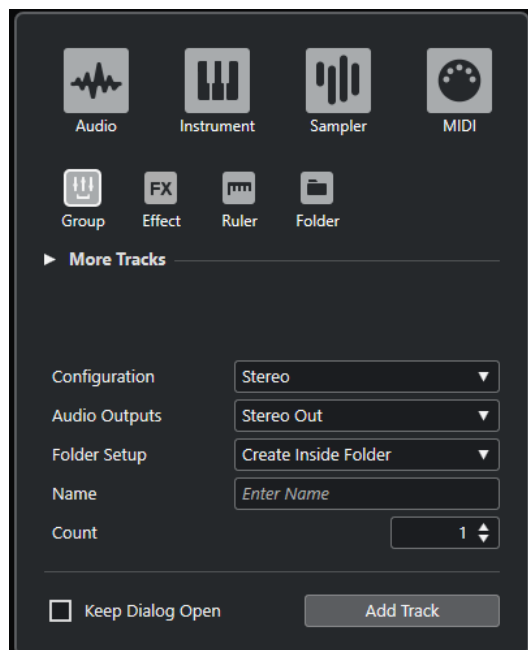 Audio Instrument Sampler MIDI
FX
Group Effect Ruler Folder
More Tracks
Configuration Stereo
Audio Outputs Stereo Out
Folder Setup Create Inside Folder
Name Enter Name
Count 1
Keep Dialog Open Add Track